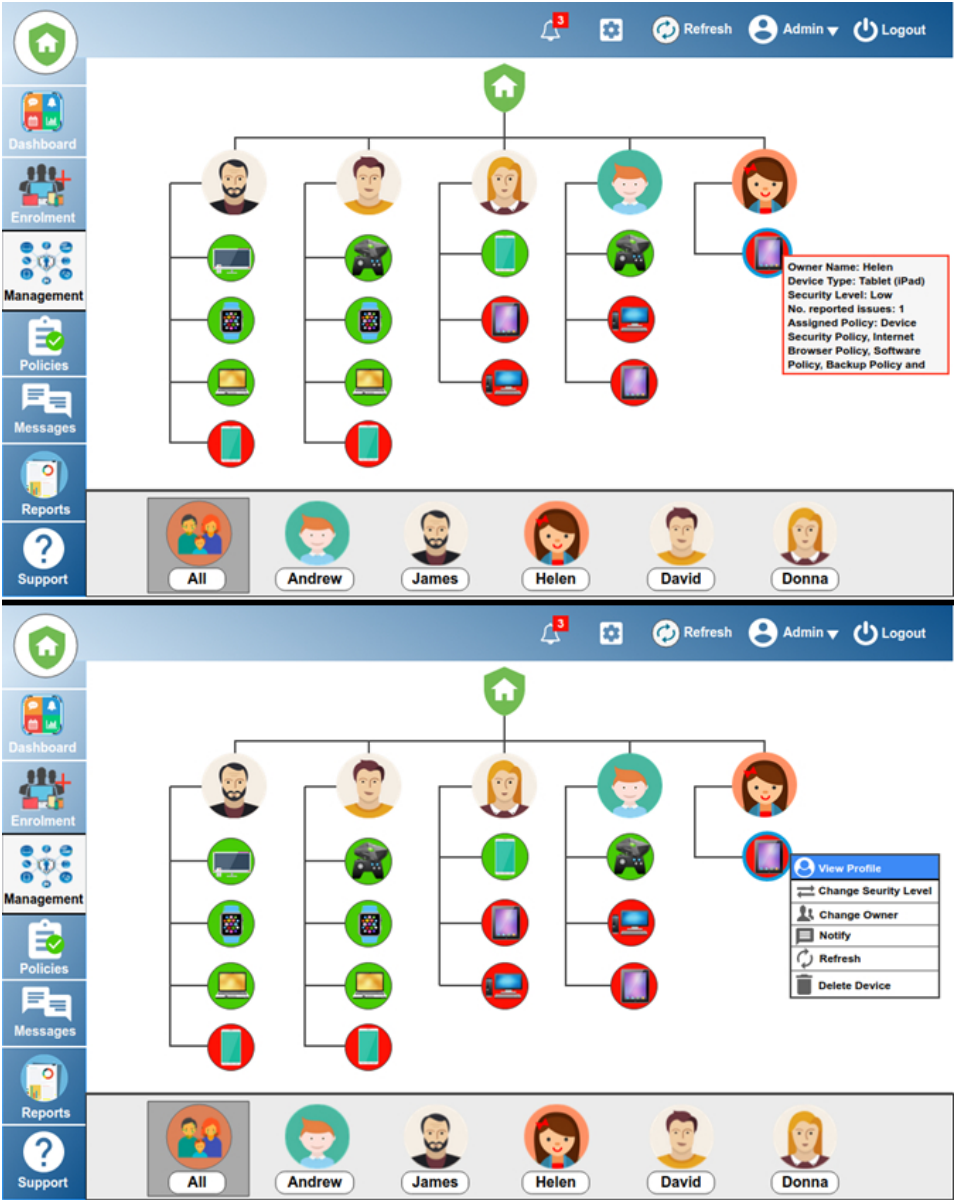 3
Refresh
Admin
Logout
Dashboard
Enrolment
Management
Policies
Messages
Reports
?
Support
Owner Name: Helen
Device Type: Tablet (iPad)
Security Level: Low
No. reported issues: 1
Assigned Policy: Device
Security Policy, Internet
Browser Policy, Software
Policy, Backup Policy and
All
Andrew
James
Helen
David
Donna
3
Refresh
Admin
Logout
Dashboard
Enrolment
Management
Policies
Messages
Reports
?
Support
View Profile
Change Seurity Level
Change Owner
Notify
Refresh
Delete Device
All
Andrew
James
Helen
David
Donna